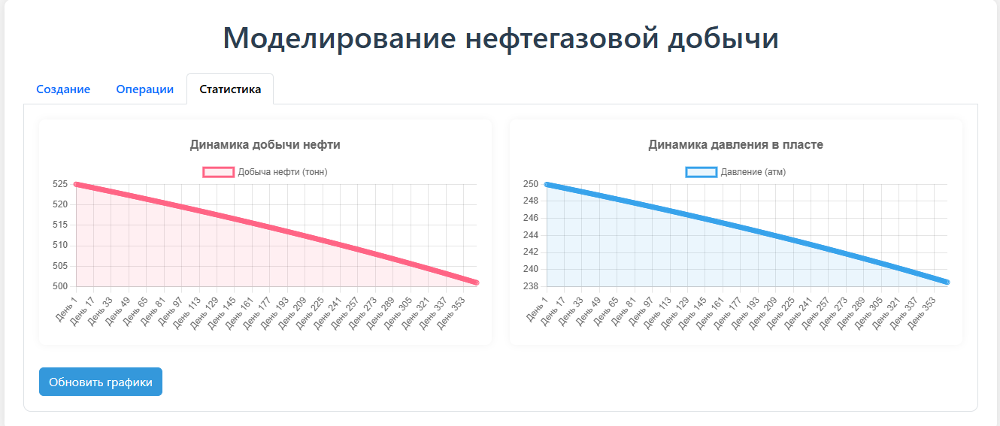 Моделирование нефтегазовой добычи
Создание Операции Статистика
Динамика добычи нефти
Добыча нефти (тонн)
525
520
515
510
505
500
День 1 День 17 День 33 День 49 День 65 День 81 День 97 День 113 День 129 День 145 День 161 День 177 День 193 День 209 День 225 День 241 День 257 День 273 День 289 День 305 День 321 День 337 День 353
Динамика давления в пласте
Давление (атм)
250
248
246
244
242
240
238
День 1 День 17 День 33 День 49 День 65 День 81 День 97 День 113 День 129 День 145 День 161 День 177 День 193 День 209 День 225 День 241 День 257 День 273 День 289 День 305 День 321 День 337 День 353
Обновить графики